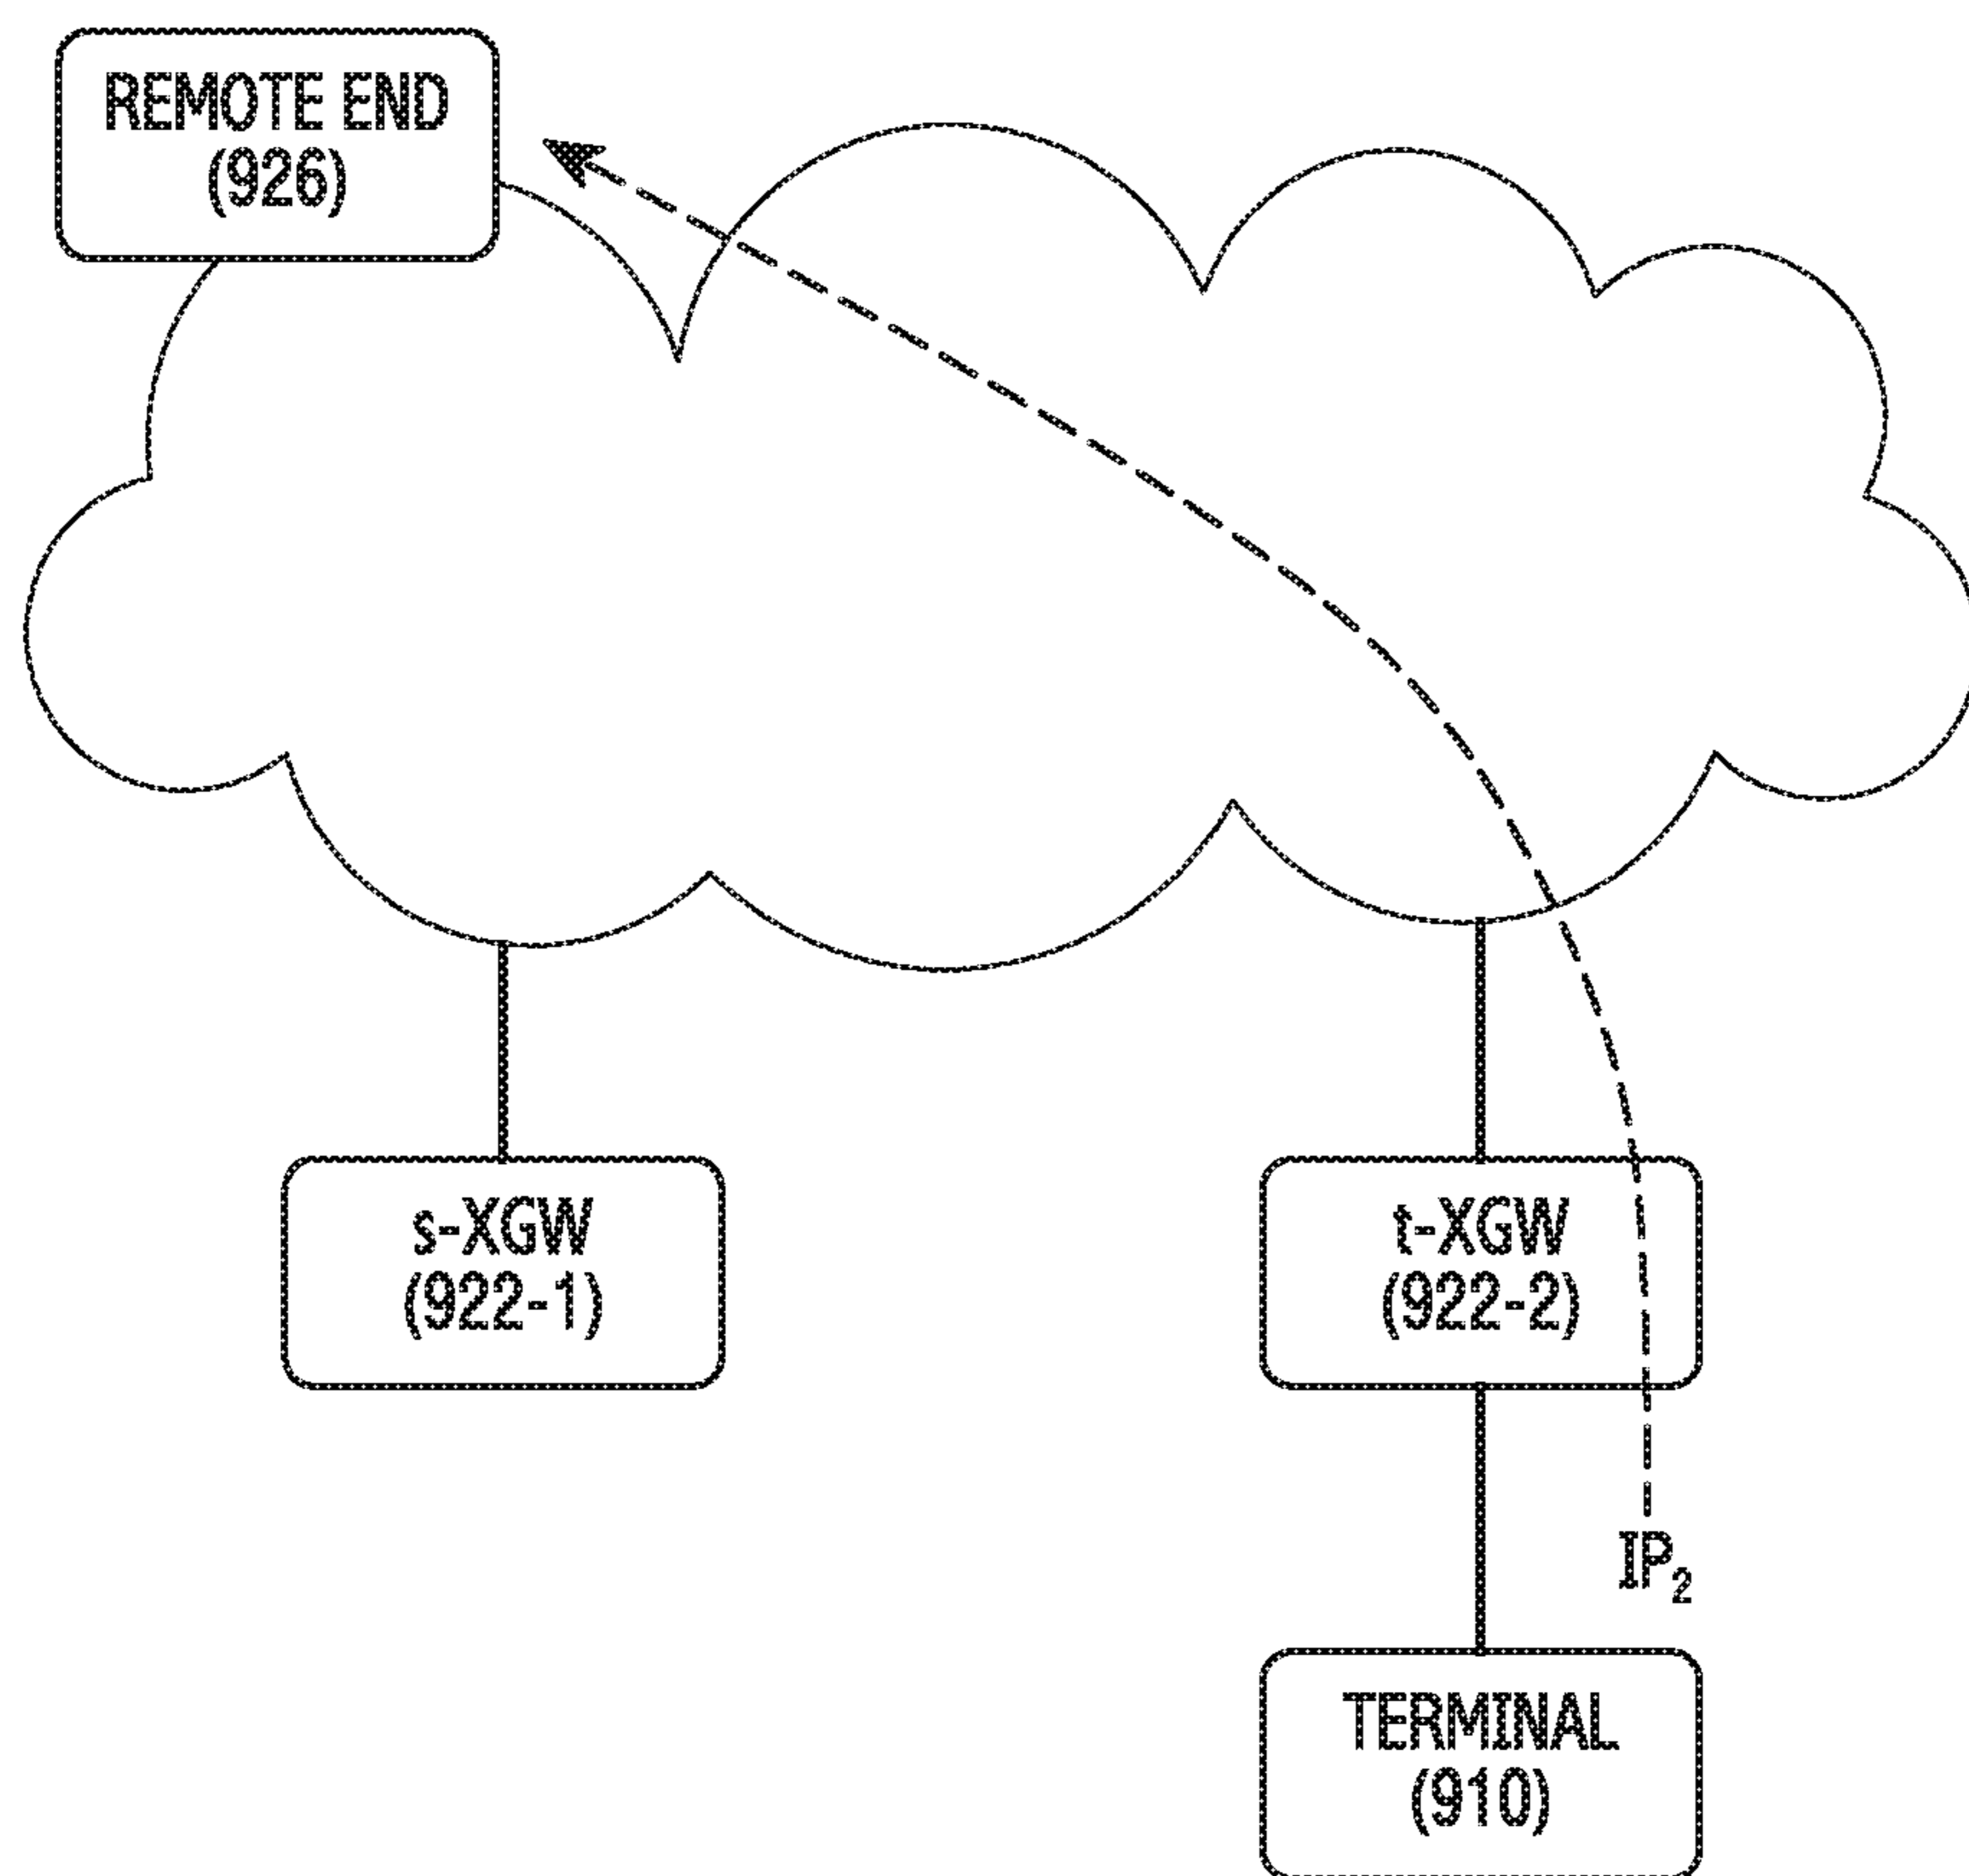 REMOTE END
(926)
s-XGW
(922-1)
t-XGW
(922-2)
IP₂
TERMINAL
(910)